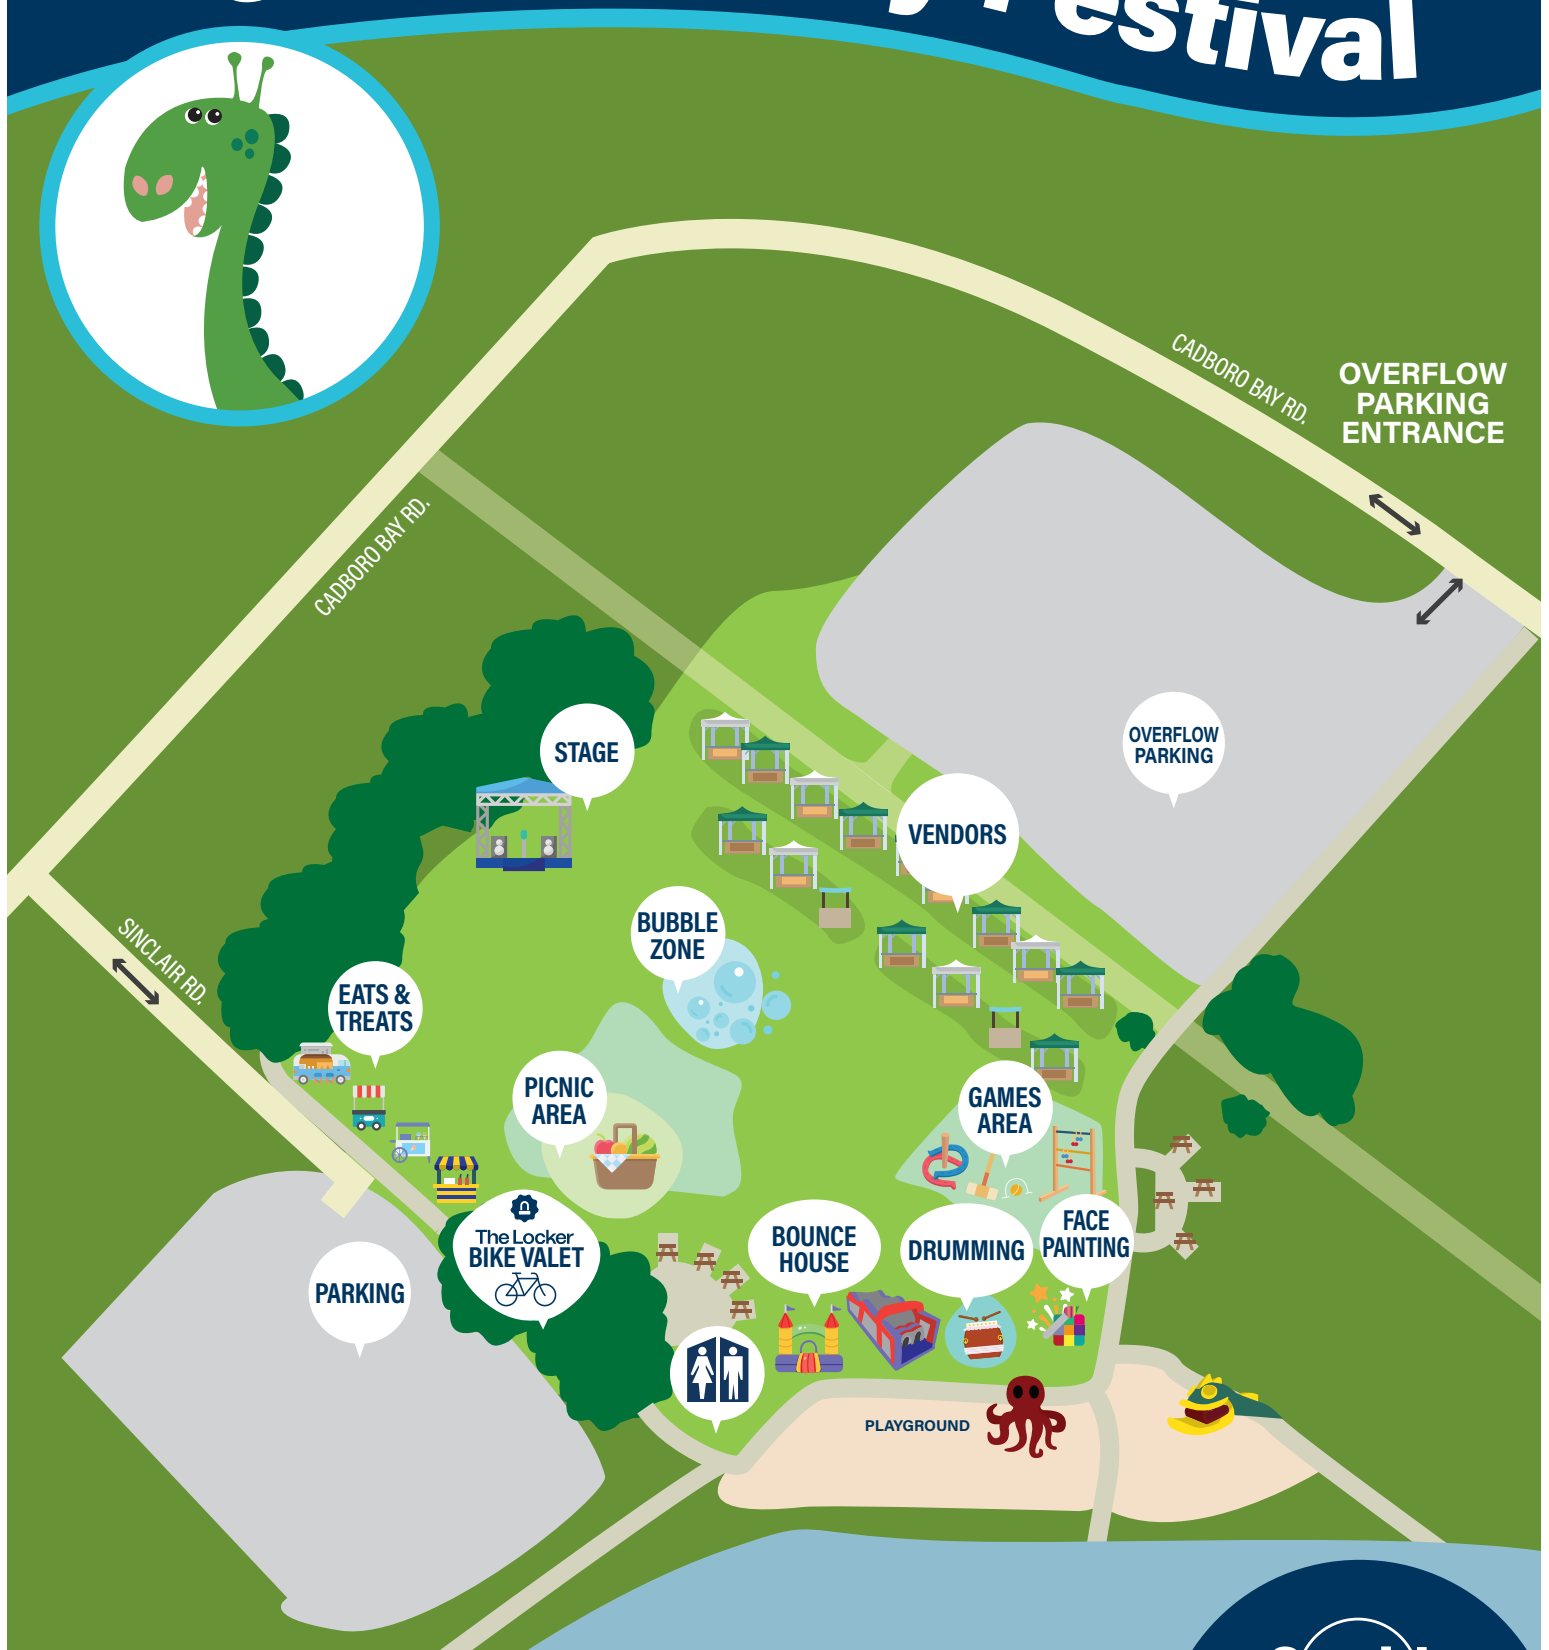 Festival
CADBORO BAY RD.
OVERFLOW
PARKING
ENTRANCE
CADBORO BAY RD.
STAGE
OVERFLOW
PARKING
VENDORS
BUBBLE
ZONE
SINCLAIR RD.
EATS &
TREATS
PICNIC
AREA
GAMES
AREA
The Locker
BIKE VALET
BOUNCE
HOUSE
DRUMMING
FACE
PAINTING
PARKING
PLAYGROUND